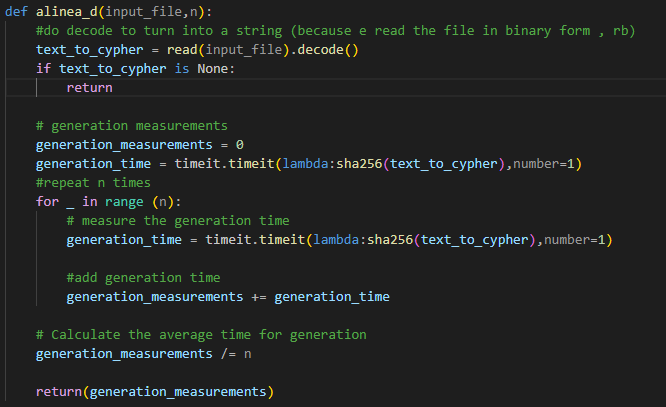 def alinea_d(input_file,n):
    #do decode to turn into a string (because e read the file in binary form , rb)
    text_to_cypher = read(input_file).decode()
    if text_to_cypher is None:
        return
    # generation measurements
    generation_measurements = 0
    generation_time = timeit.timeit(lambda:sha256(text_to_cypher),number=1)
    #repeat n times
    for _ in range (n):
        # measure the generation time
        generation_time = timeit.timeit(lambda:sha256(text_to_cypher),number=1)
        #add generation time
        generation_measurements += generation_time
    # Calculate the average time for generation
    generation_measurements /= n
    return(generation_measurements)